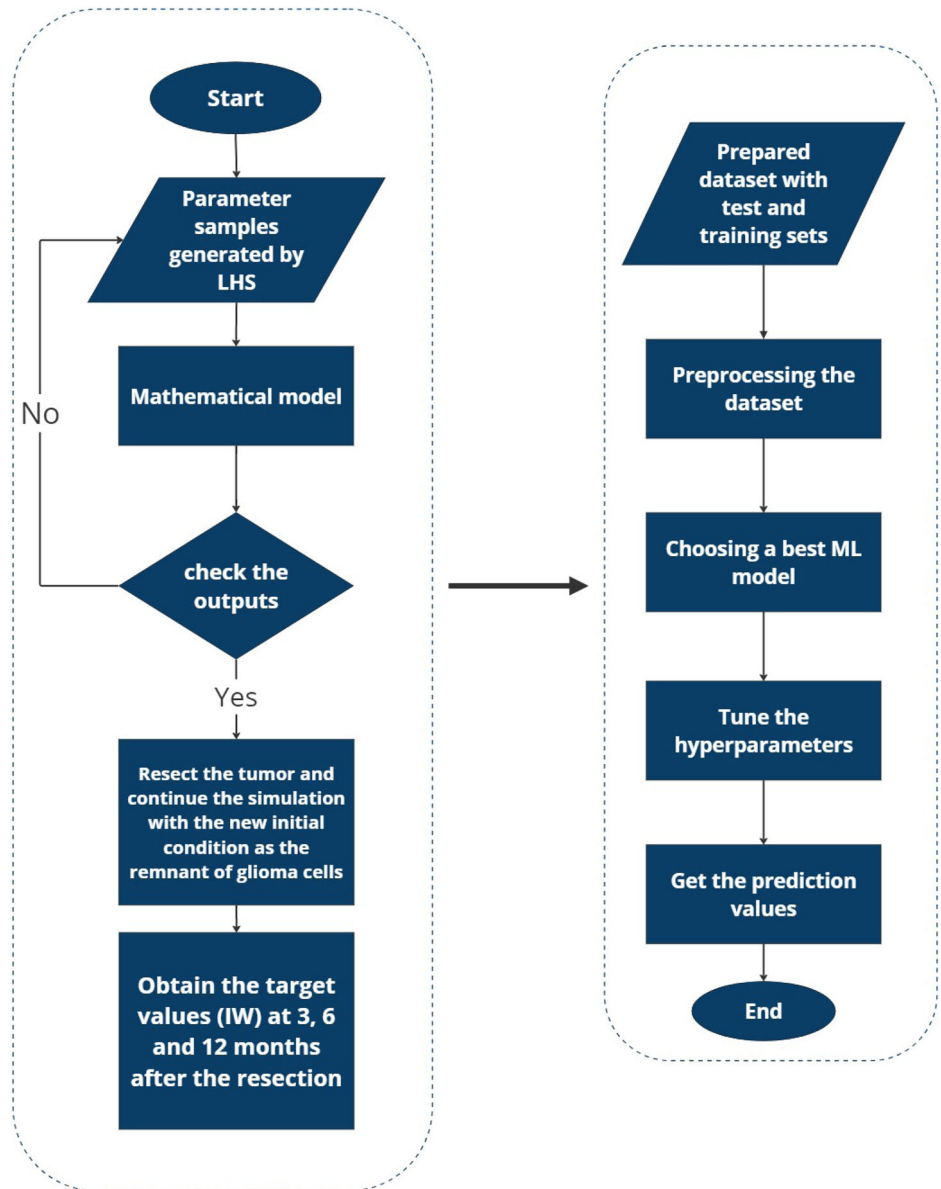 Start
Parameter
samples
generated by
LHS
Mathematical model
No
check the
outputs
Yes
Resect the tumor and
continue the simulation
with the new initial
condition as the
remnant of glioma cells
Obtain the target
values (IW) at 3, 6
and 12 months
after the resection
Prepared
dataset with
test and
training sets
Preprocessing the
dataset
Choosing a best ML
model
Tune the
hyperparameters
Get the prediction
values
End